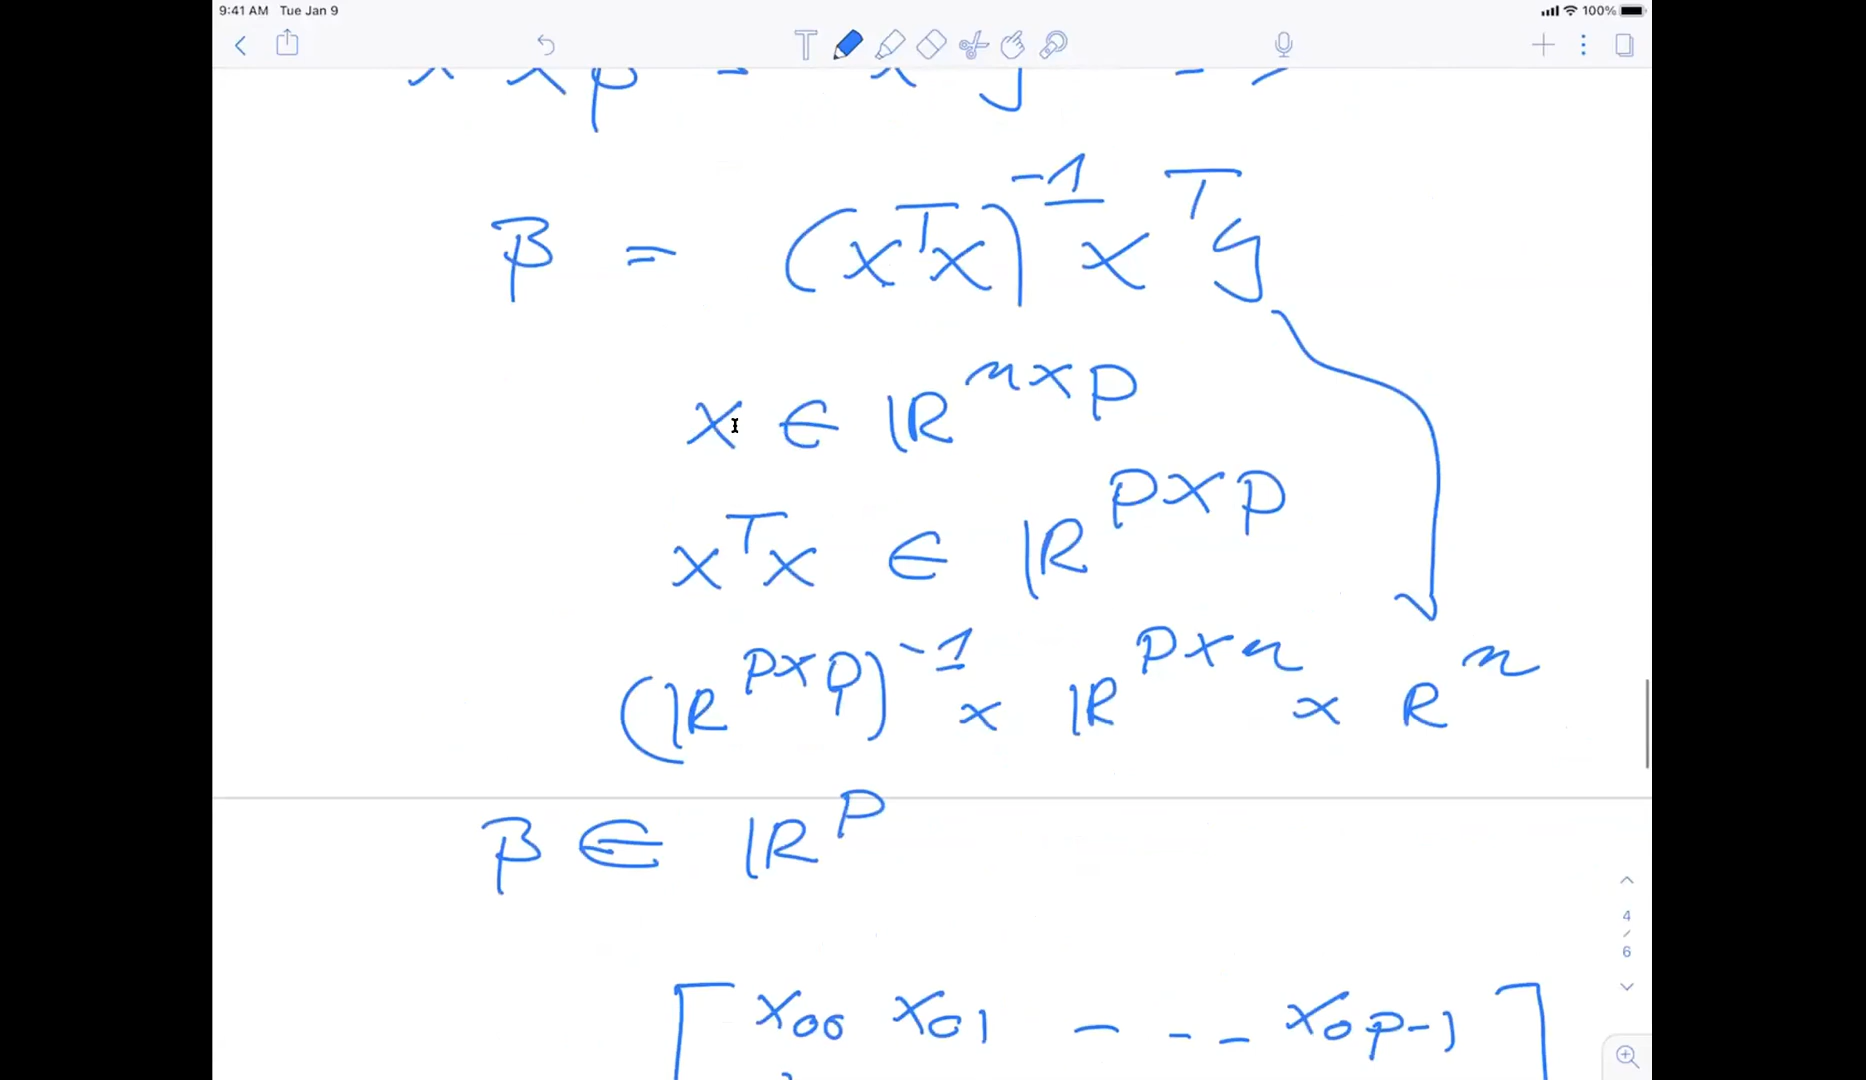 9:41 AM Tue Jan 9 100%
β = (XᵀX)⁻¹ Xᵀy
X ∈ ℝⁿˣᵖ
XᵀX ∈ ℝᵖˣᵖ
(ℝᵖˣᵖ)⁻¹ × ℝᵖˣⁿ × ℝⁿ
β ∈ ℝᵖ
4
/
6
x₀₀ x₀₁ - - - x₀ₚ₋₁